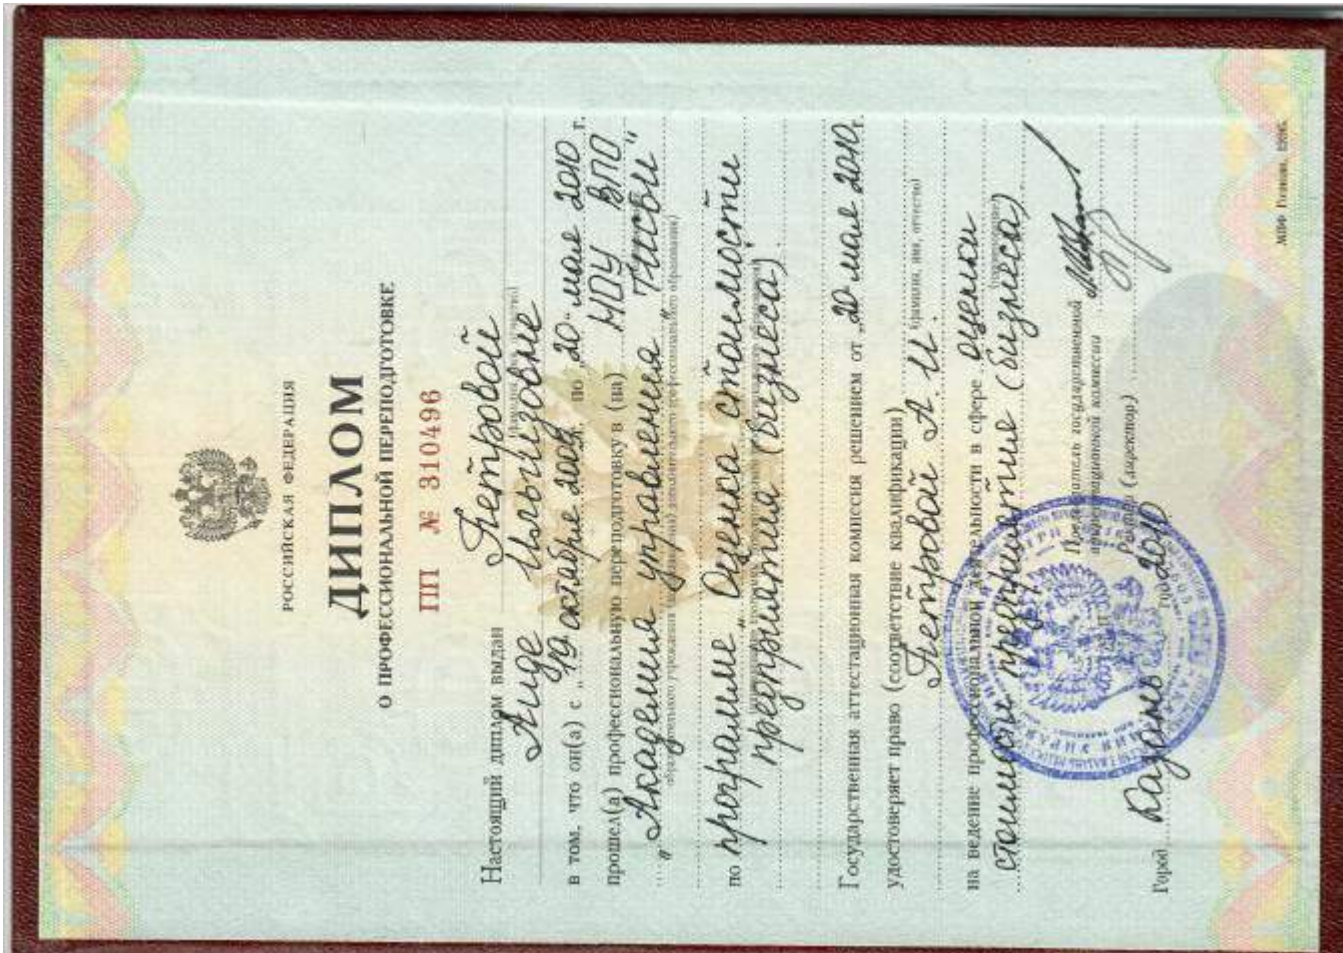 РОССИЙСКАЯ ФЕДЕРАЦИЯ
ДИПЛОМ
О ПРОФЕССИОНАЛЬНОЙ ПЕРЕПОДГОТОВКЕ
ПП № 310496
Настоящий диплом выдан Петровой
Аиде Ильгизовне
в том, что он(а) с „19 октября 2009 г. по „20“ мая 2010 г.
прошел(а) профессиональную переподготовку в (на) НОУ ВПО
„Академия управления „ТИСБИ“
по программе „Оценка стоимости
предприятия (бизнеса)
Государственная аттестационная комиссия решением от „20 мая 2010 г.
удостоверяет право (соответствие квалификации)
Петровой А. И.
(фамилия, имя, отчество)
на ведение профессиональной деятельности в сфере оценки
стоимости предприятия (бизнеса)
Председатель государственной
аттестационной комиссии
Ректор (директор)
Город Казань год 2010